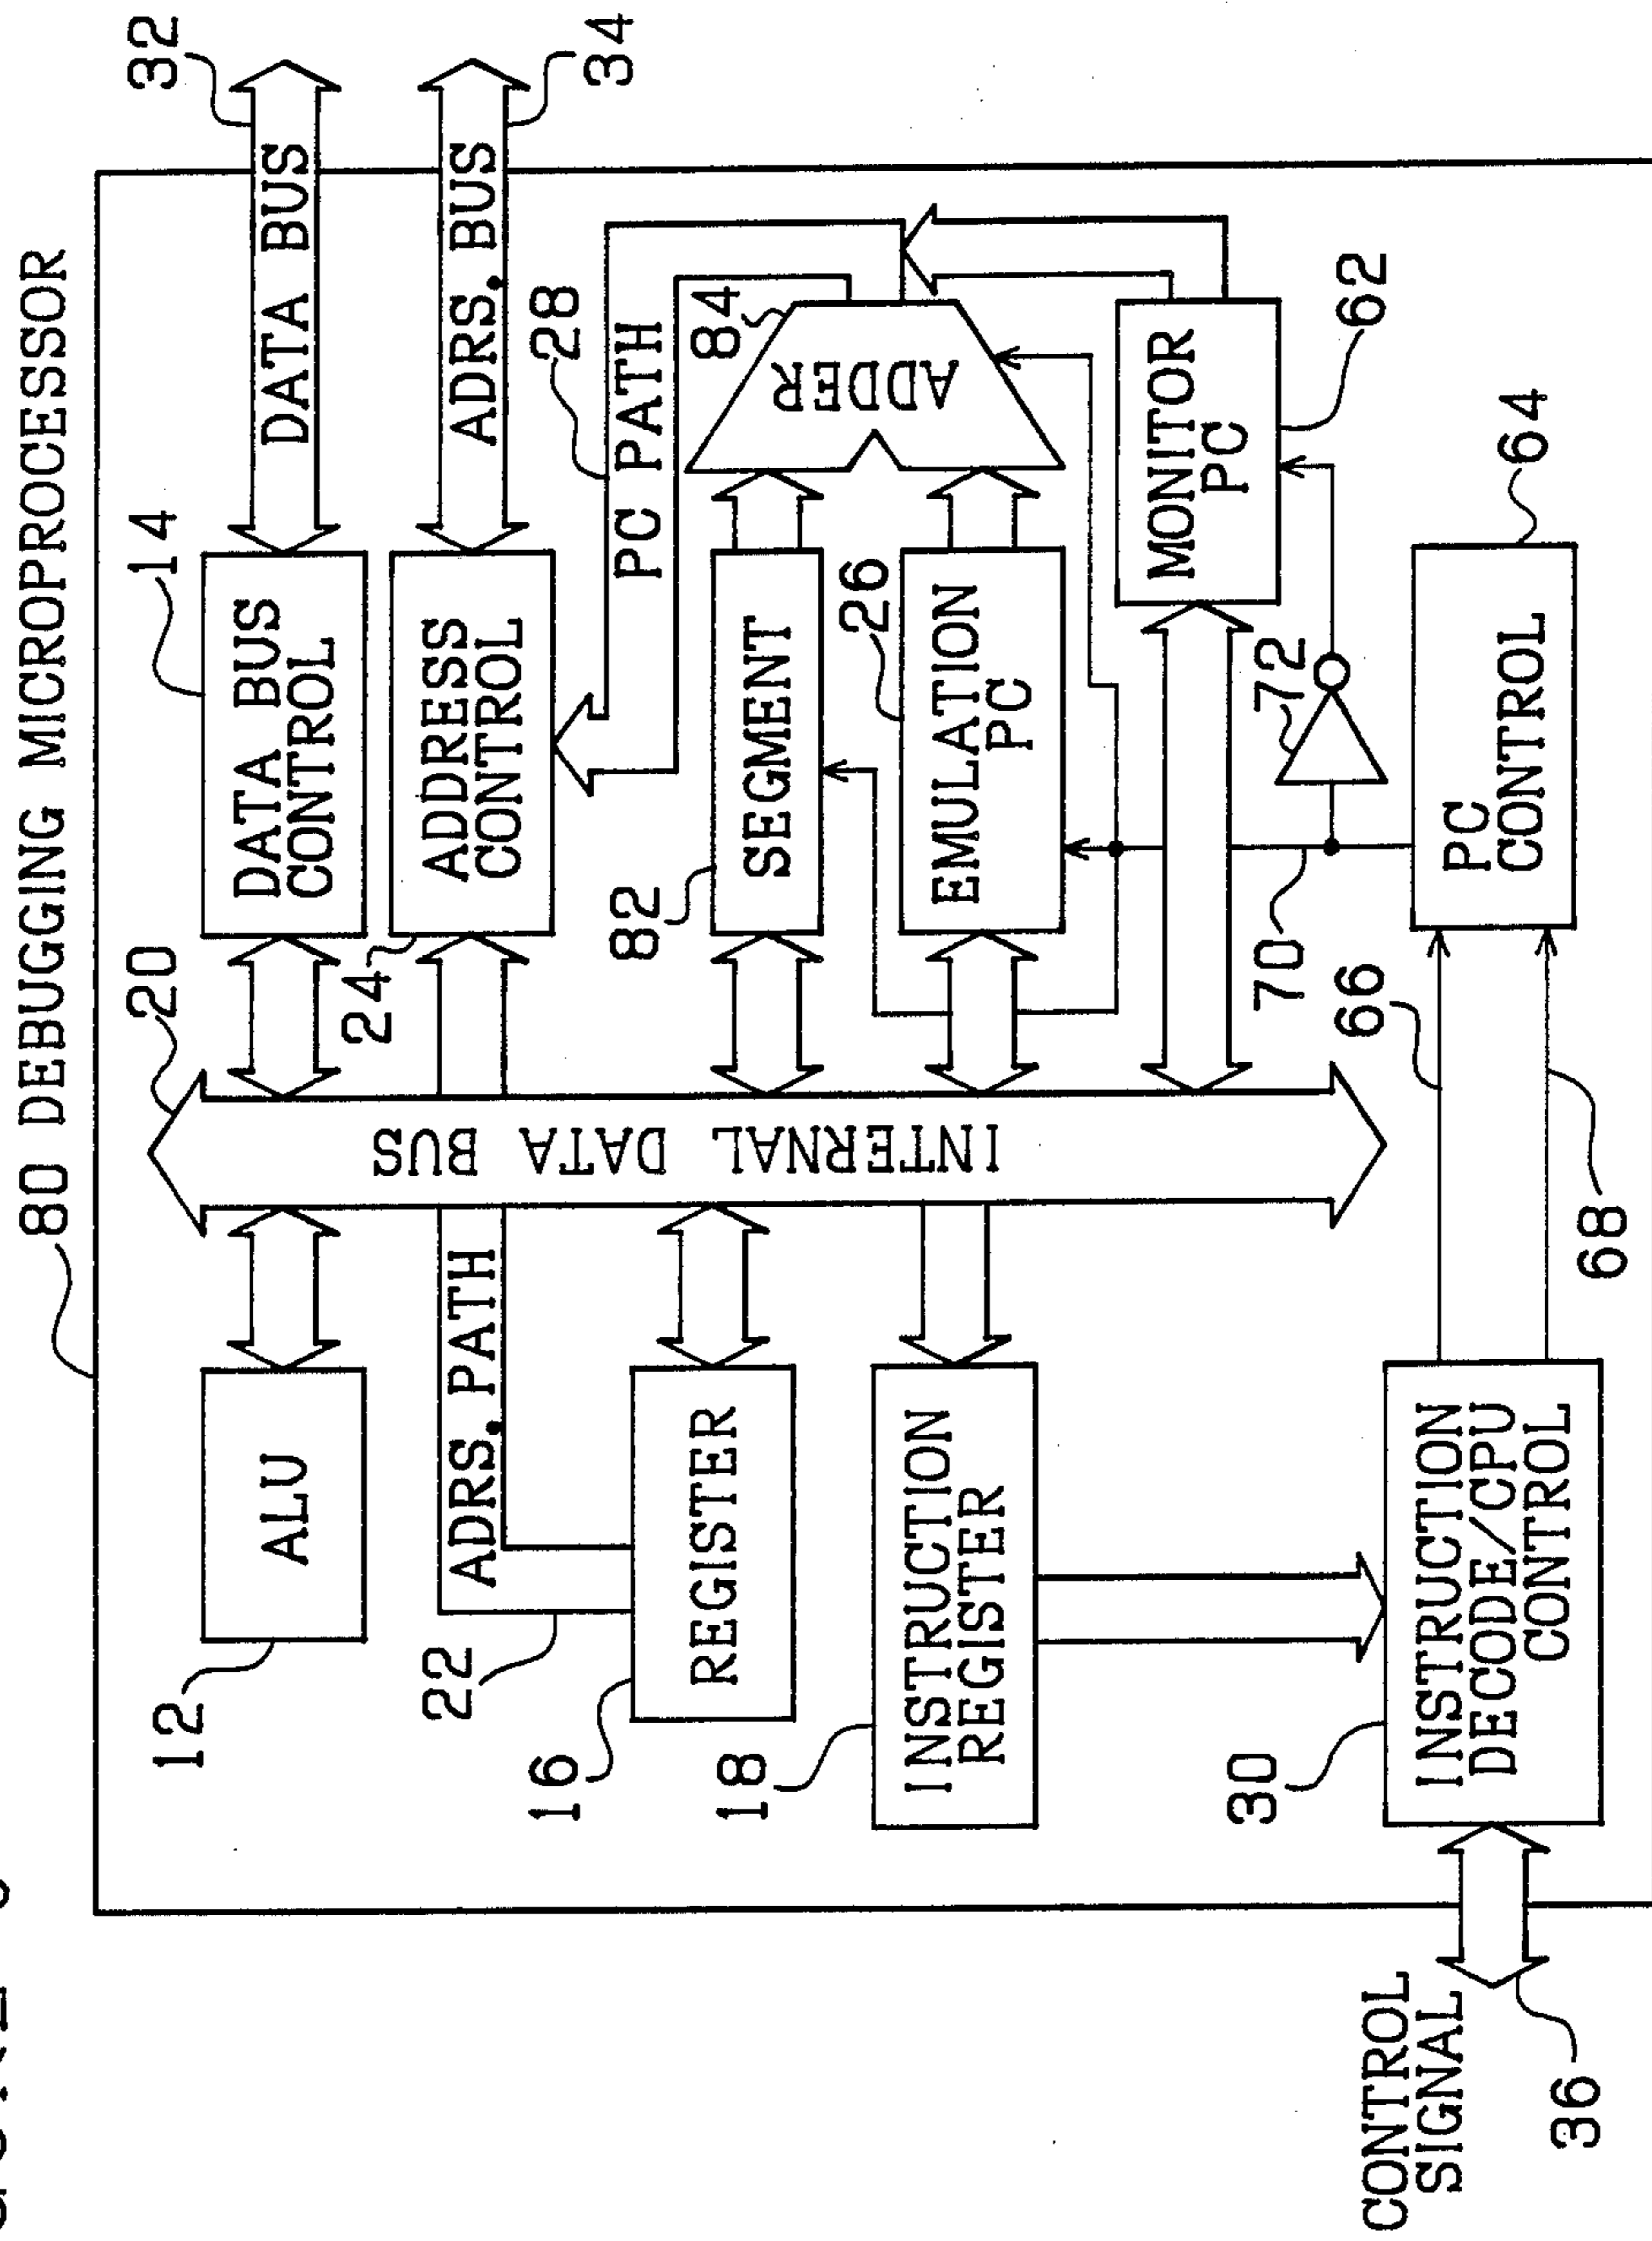 80 DEBUGGING MICROPROCESSOR
12
ALU
20
14
DATA BUS
CONTROL
DATA BUS
32
22
ADRS. PATH
24
ADDRESS
CONTROL
ADRS. BUS
34
28
PC PATH
16
REGISTER
INTERNAL DATA BUS
82
SEGMENT
84
ADDER
18
INSTRUCTION
REGISTER
26
EMULATION
PC
MONITOR
PC
62
72
70
30
INSTRUCTION
DECODE/CPU
CONTROL
66
68
PC
CONTROL
64
CONTROL
SIGNAL
36